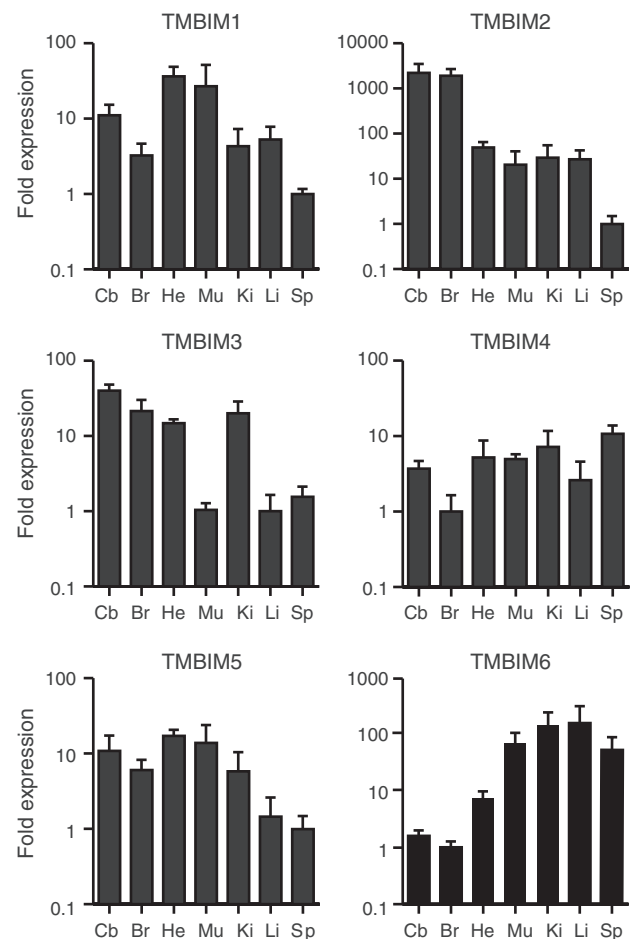 TMBIM1
TMBIM2
Fold expression
100
10
1
0.1
Cb Br He Mu Ki Li Sp
10000
1000
100
10
1
0.1
Cb Br He Mu Ki Li Sp
TMBIM3
TMBIM4
Fold expression
100
10
1
0.1
Cb Br He Mu Ki Li Sp
100
10
1
0.1
Cb Br He Mu Ki Li Sp
TMBIM5
TMBIM6
Fold expression
100
10
1
0.1
Cb Br He Mu Ki Li Sp
1000
100
10
1
0.1
Cb Br He Mu Ki Li Sp